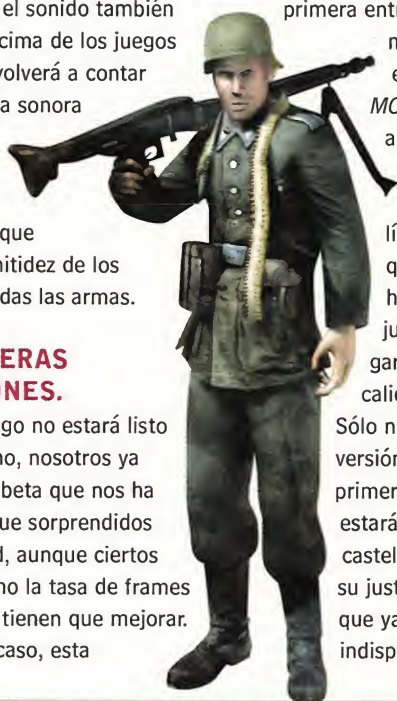 el sonido también
cima de los juegos
volverá a contar
a sonora
que
nitidez de los
das las armas.
ERAS
NES.
go no estará listo
no, nosotros ya
beta que nos ha
ue sorprendidos
d, aunque ciertos
no la tasa de frames
tienen que mejorar.
caso, esta
primera entr
n
e
MO
a
lí
q
h
ju
gar
calid
Sólo n
versión
primer
estará
castel
su just
que ya
indisp